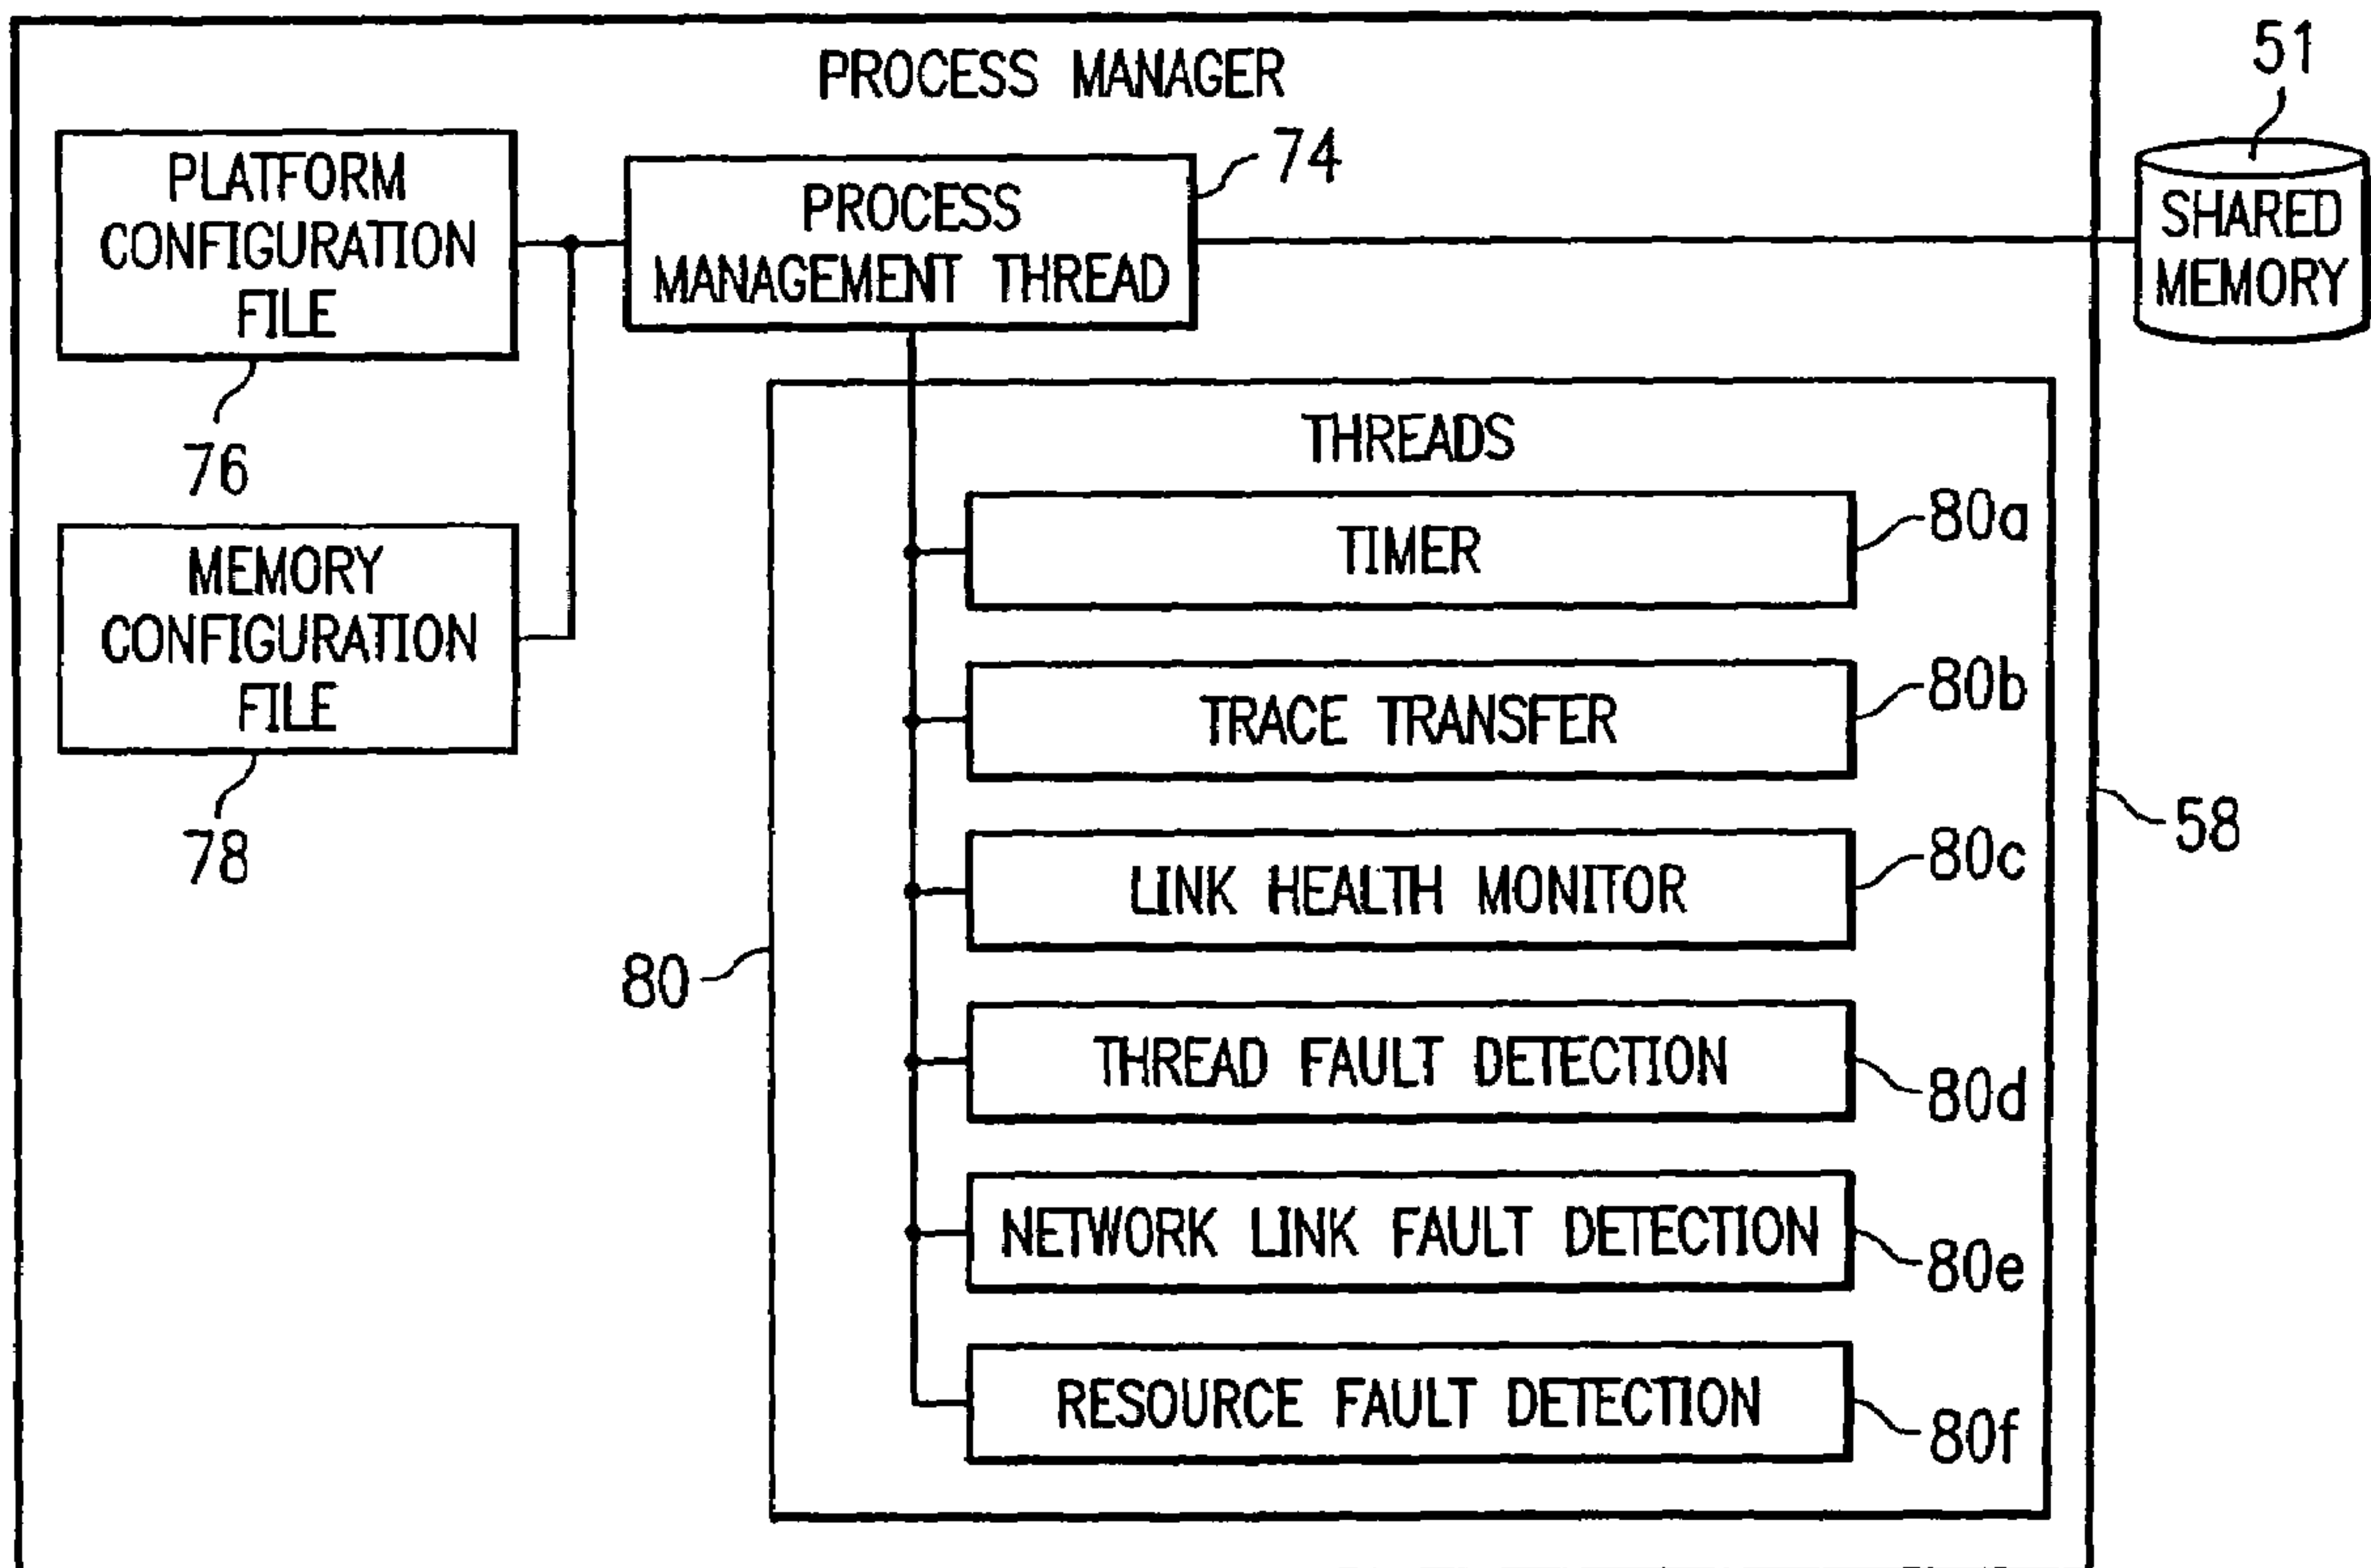 PROCESS MANAGER
51
PLATFORM
CONFIGURATION
FILE
76
PROCESS
MANAGEMENT THREAD
74
SHARED
MEMORY
MEMORY
CONFIGURATION
FILE
78
THREADS
TIMER
80a
TRACE TRANSFER
80b
LINK HEALTH MONITOR
80c
58
80
THREAD FAULT DETECTION
80d
NETWORK LINK FAULT DETECTION
80e
RESOURCE FAULT DETECTION
80f